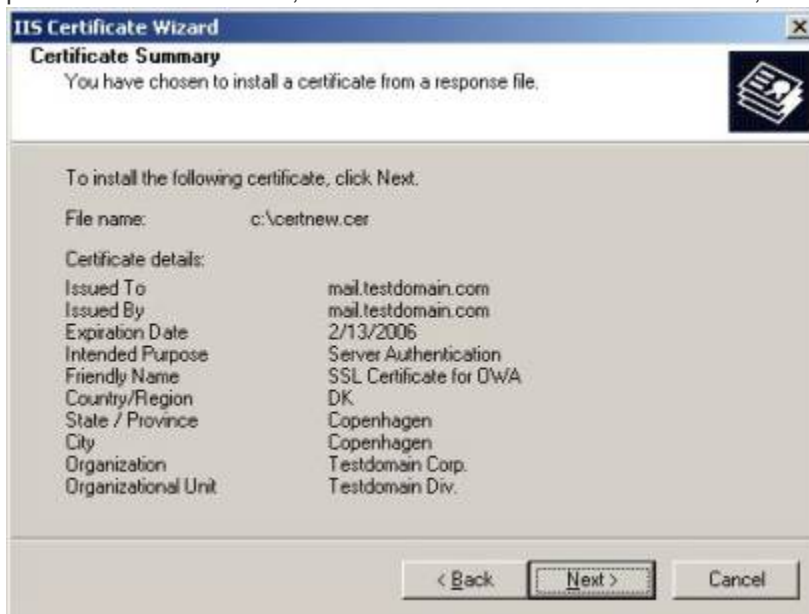 IIS Certificate Wizard
Certificate Summary
You have chosen to install a certificate from a response file.
To install the following certificate, click Next.
File name: c:\certnew.cer
Certificate details:
Issued To mail.testdomain.com
Issued By mail.testdomain.com
Expiration Date 2/13/2006
Intended Purpose Server Authentication
Friendly Name SSL Certificate for OWA
Country/Region DK
State / Province Copenhagen
City Copenhagen
Organization Testdomain Corp.
Organizational Unit Testdomain Div.
< Back Next > Cancel